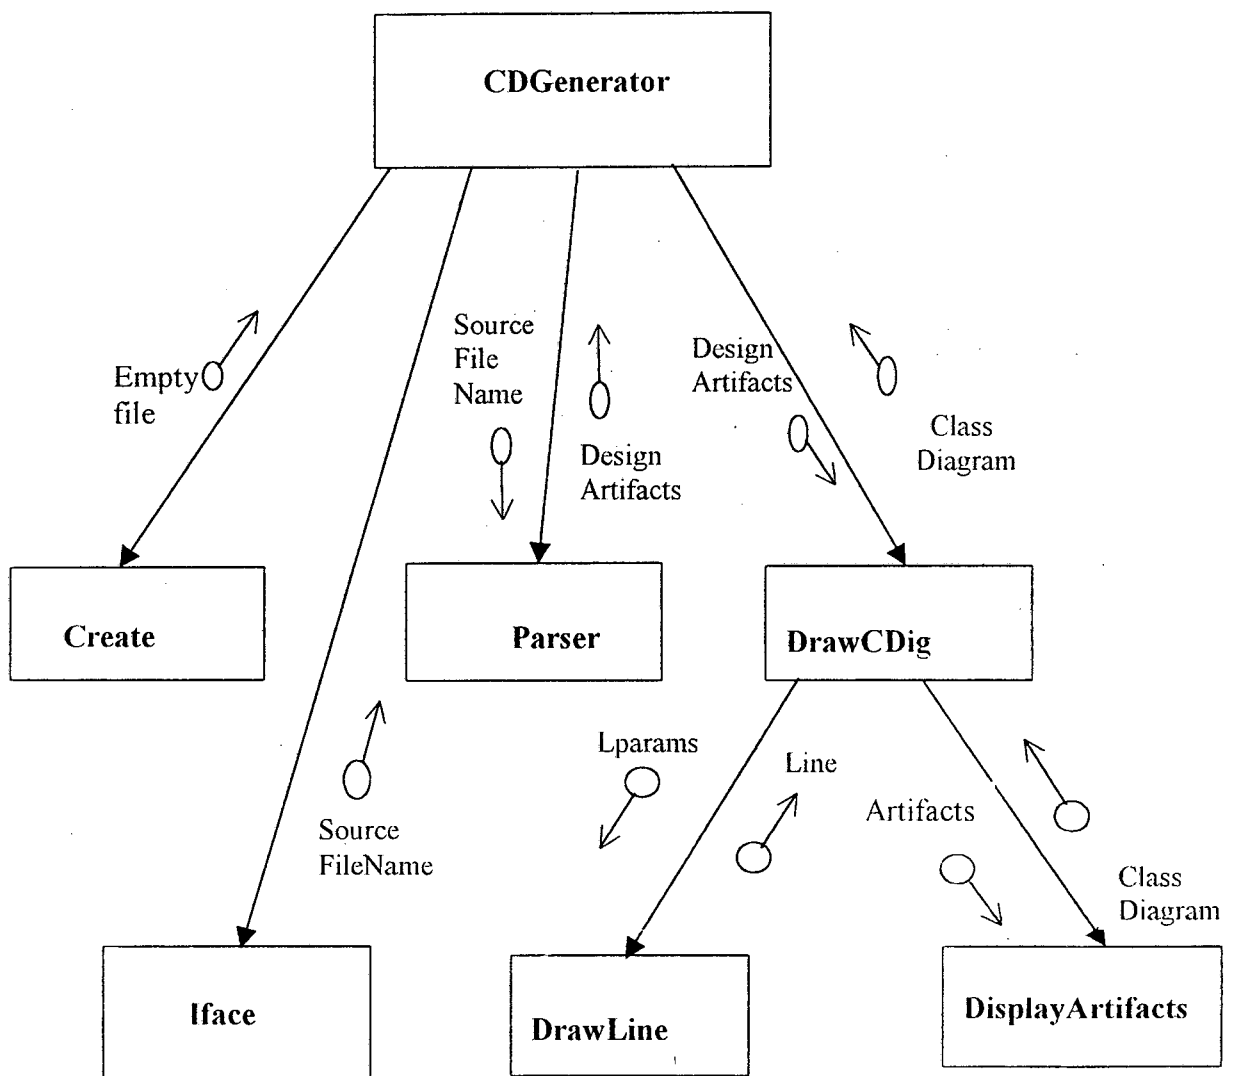 CDGenerator
Empty
file
Source
File
Name
Design
Artifacts
Design
Artifacts
Class
Diagram
Create
Parser
DrawCDig
Source
FileName
Lparams
Line
Artifacts
Class
Diagram
Iface
DrawLine
DisplayArtifacts